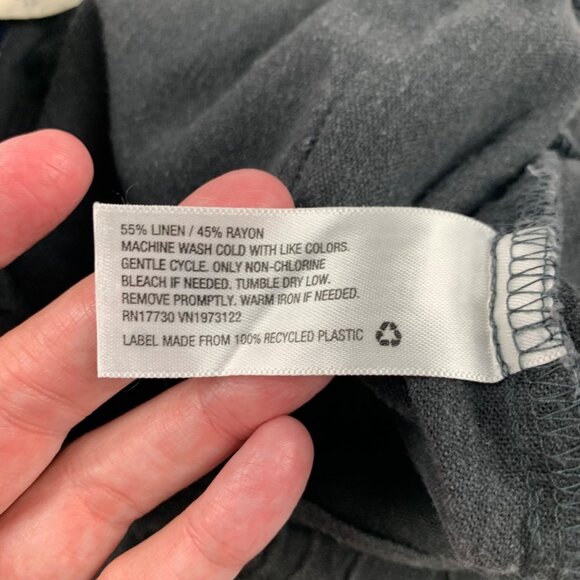 55% LINEN / 45% RAYON
MACHINE WASH COLD WITH LIKE COLORS.
GENTLE CYCLE. ONLY NON-CHLORINE
BLEACH IF NEEDED. TUMBLE DRY LOW.
REMOVE PROMPTLY. WARM IRON IF NEEDED.
RN17730 VN1973122
LABEL MADE FROM 100% RECYCLED PLASTIC